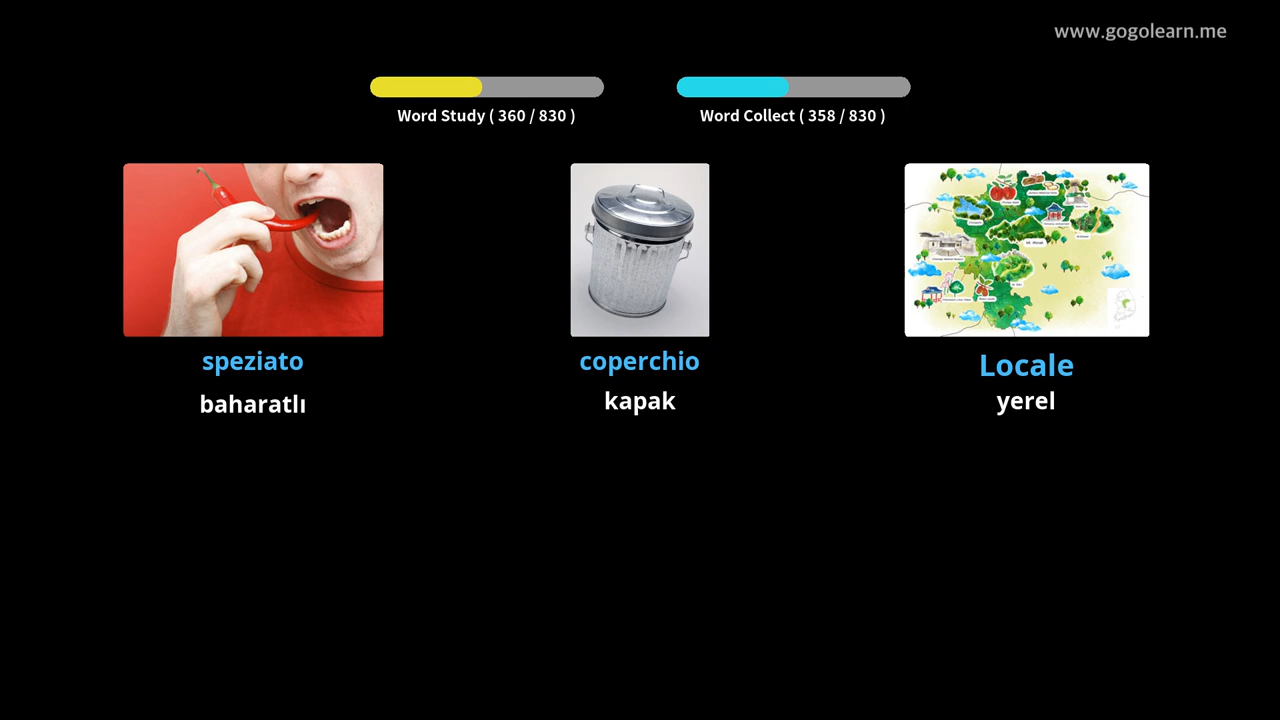 www.gogolearn.me
Word Study ( 360 / 830 )
Word Collect ( 358 / 830 )
speziato
coperchio
Locale
baharatlı
kapak
yerel